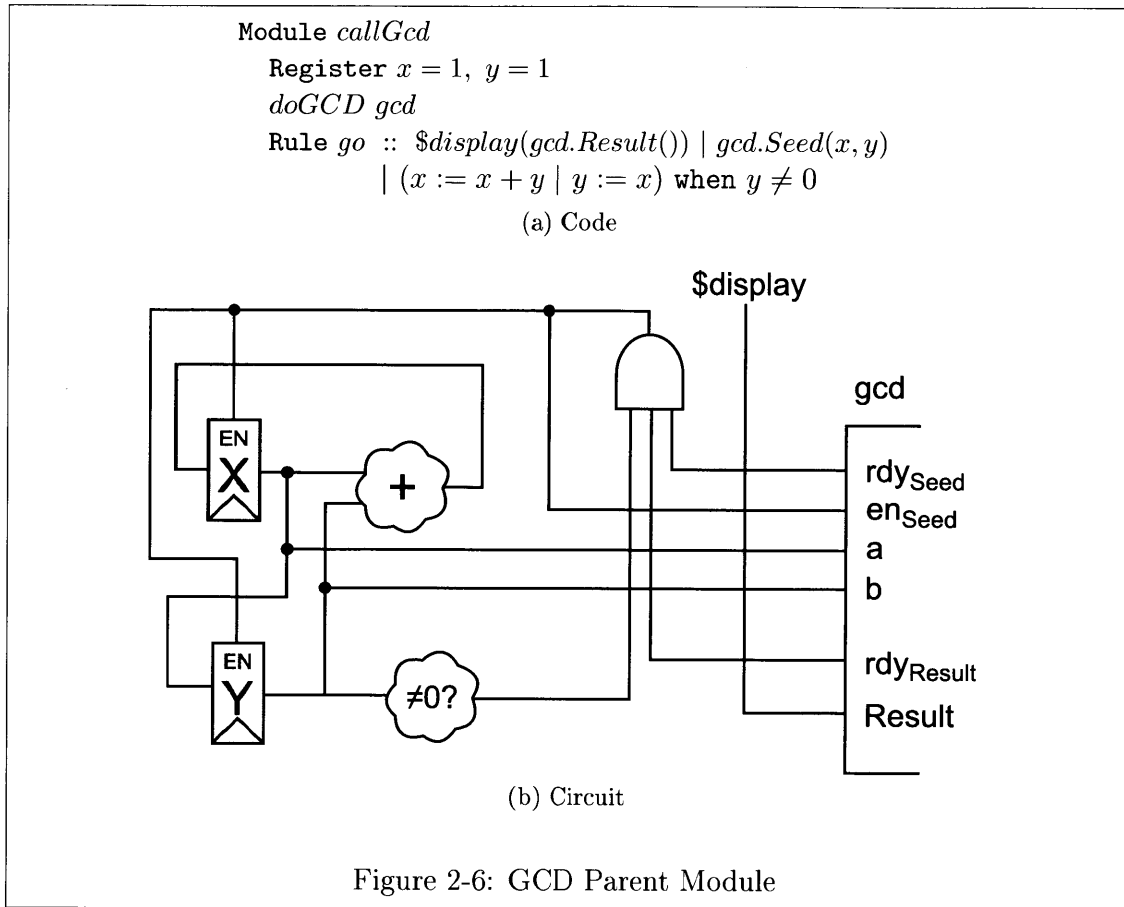 Module callGcd
Register x = 1, y = 1
doGCD gcd
Rule go :: $display(gcd.Result()) | gcd.Seed(x, y)
| (x := x + y | y := x) when y ≠ 0
(a) Code
$display
gcd
EN
X
+
rdySeed
enSeed
a
b
EN
Y
≠0?
rdyResult
Result
(b) Circuit
Figure 2-6: GCD Parent Module